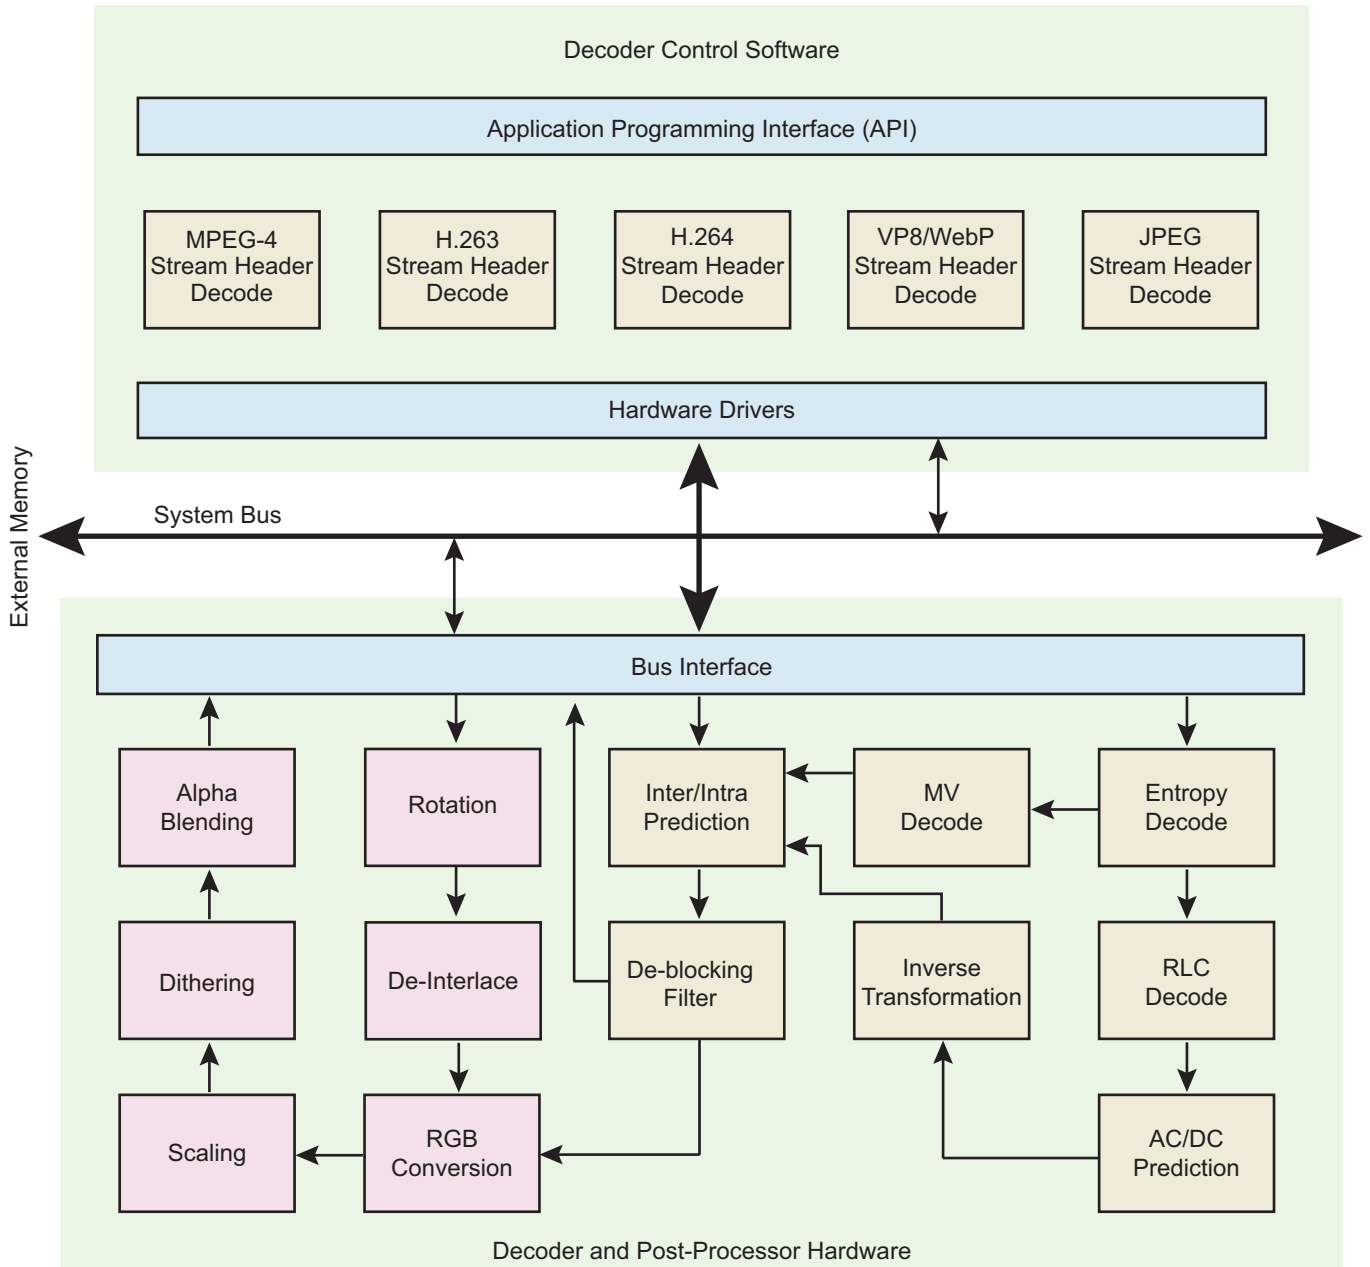 Decoder Control Software
Application Programming Interface (API)
MPEG-4
Stream Header
Decode
H.263
Stream Header
Decode
H.264
Stream Header
Decode
VP8/WebP
Stream Header
Decode
JPEG
Stream Header
Decode
Hardware Drivers
External Memory
System Bus
Bus Interface
Alpha
Blending
Rotation
Inter/Intra
Prediction
MV
Decode
Entropy
Decode
Dithering
De-Interlace
De-blocking
Filter
Inverse
Transformation
RLC
Decode
Scaling
RGB
Conversion
AC/DC
Prediction
Decoder and Post-Processor Hardware